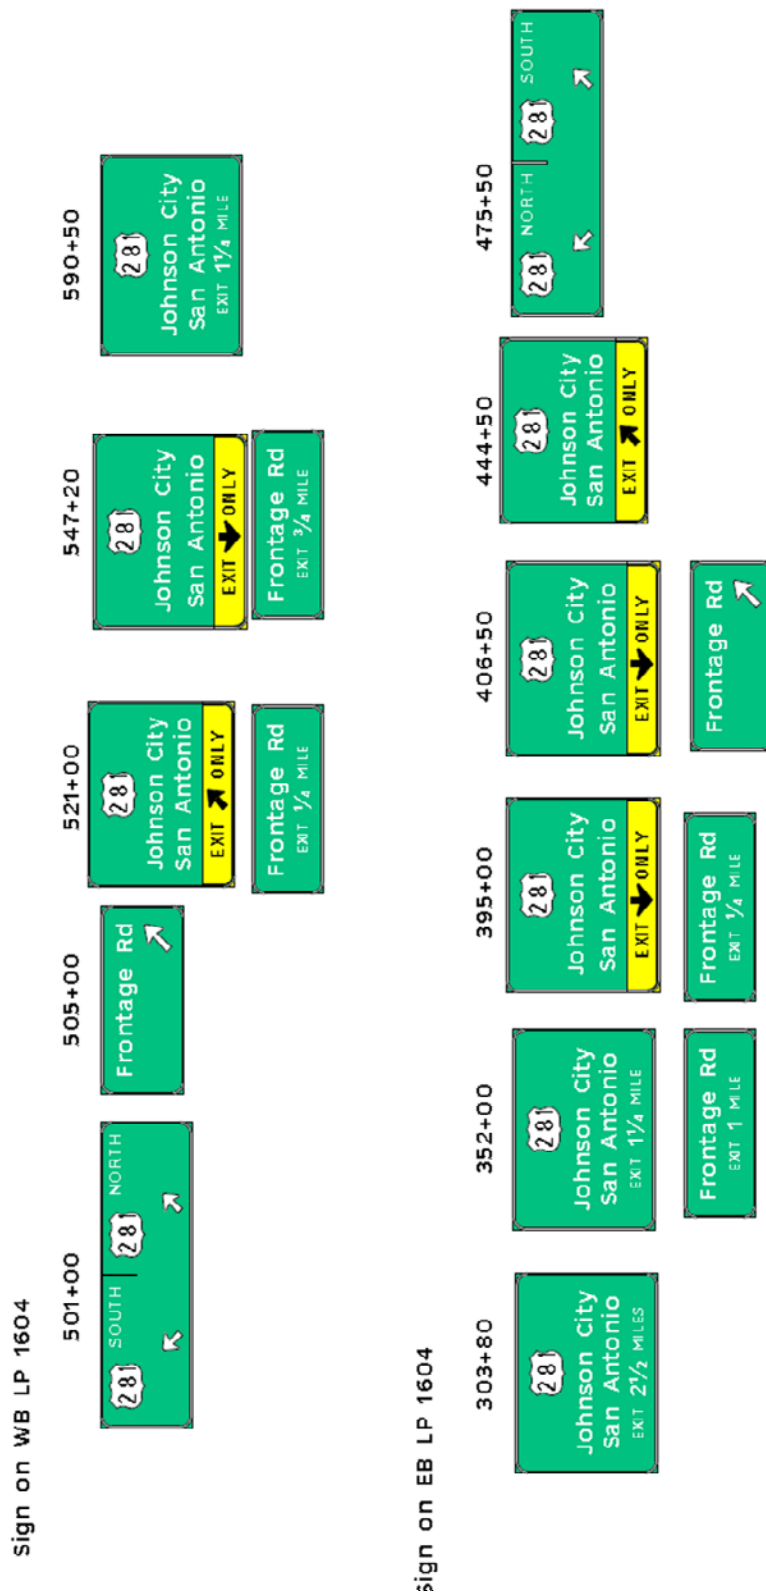 Sign on WB LP 1604
501+00
281 SOUTH
281 NORTH
505+00
Frontage Rd
521+00
281
Johnson City
San Antonio
EXIT ONLY
Frontage Rd
EXIT 1/4 MILE
547+20
281
Johnson City
San Antonio
EXIT ONLY
Frontage Rd
EXIT 3/4 MILE
590+50
281
Johnson City
San Antonio
EXIT 1 1/4 MILE
Sign on EB LP 1604
303+80
281
Johnson City
San Antonio
EXIT 2 1/2 MILES
352+00
281
Johnson City
San Antonio
EXIT 1 1/4 MILE
Frontage Rd
EXIT 1 MILE
395+00
281
Johnson City
San Antonio
EXIT ONLY
Frontage Rd
EXIT 1/4 MILE
406+50
281
Johnson City
San Antonio
EXIT ONLY
Frontage Rd
444+50
281
Johnson City
San Antonio
EXIT ONLY
475+50
281 NORTH
281 SOUTH